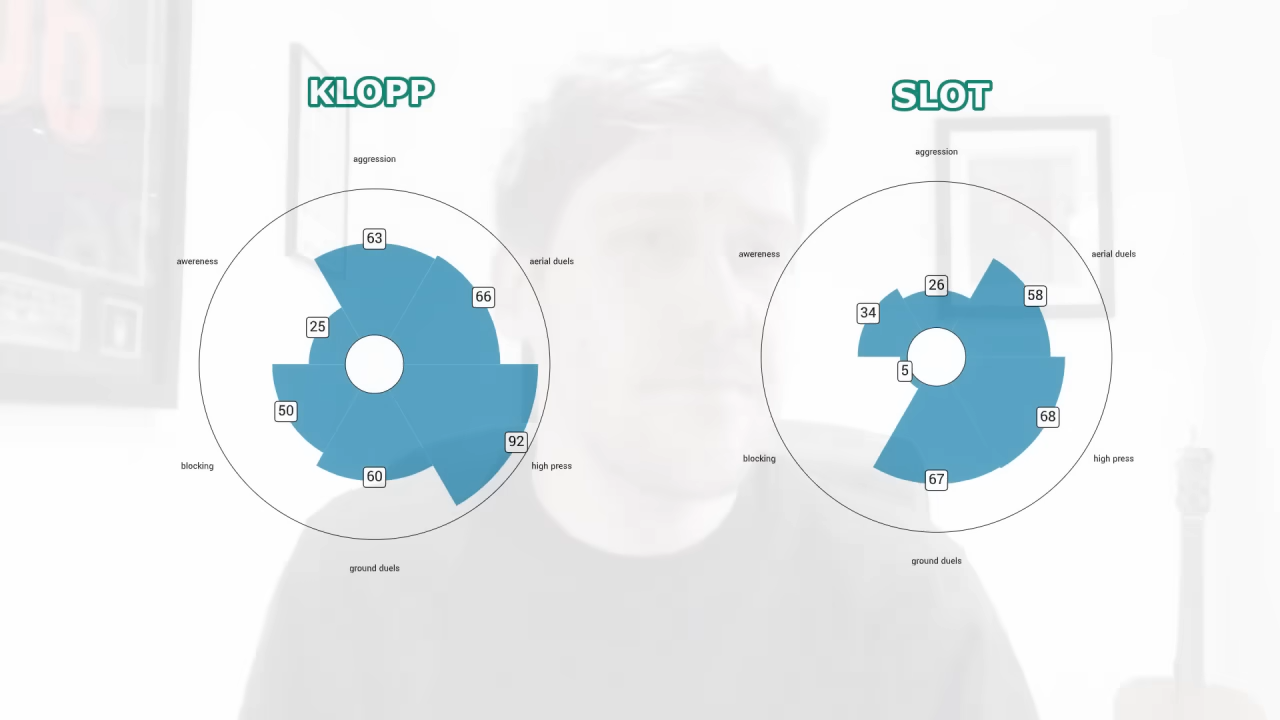 KLOPP
aggression
awereness
aerial duels
63
66
25
50
92
60
blocking
high press
ground duels
SLOT
aggression
awereness
aerial duels
26
58
34
5
68
67
blocking
high press
ground duels